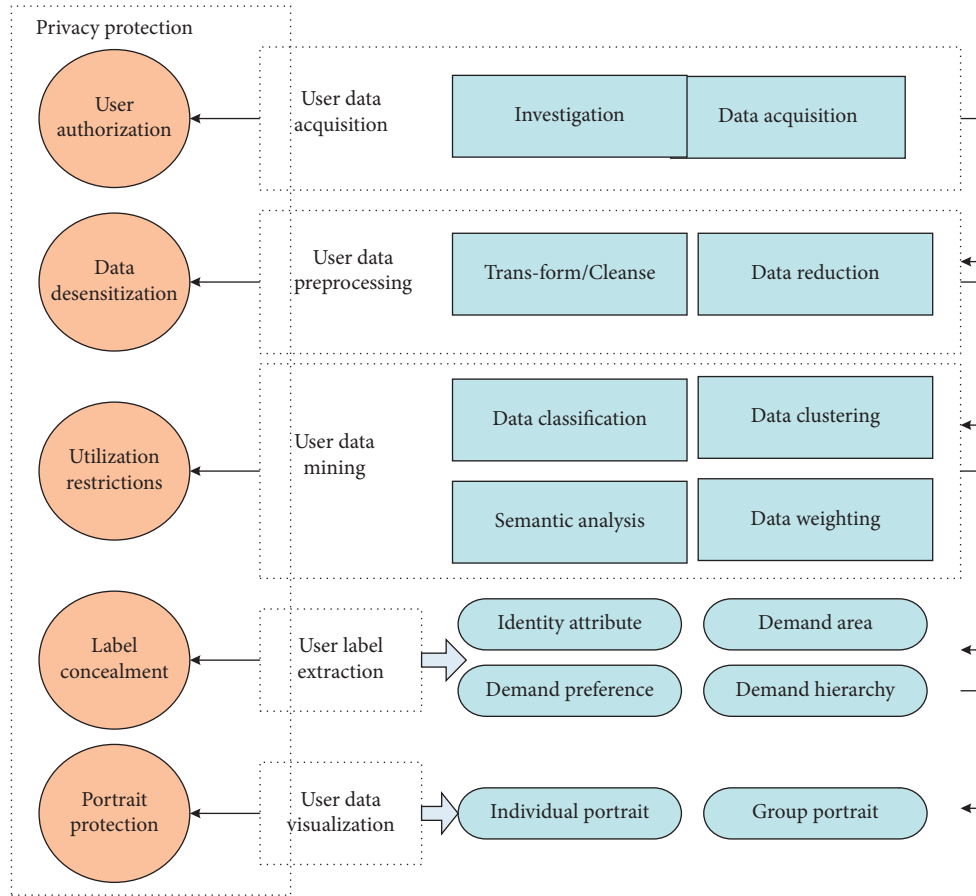 Privacy protection
User
authorization
User data
acquisition
Investigation
Data acquisition
Data
desensitization
User data
preprocessing
Trans-form/Cleanse
Data reduction
Utilization
restrictions
User data
mining
Data classification
Data clustering
Semantic analysis
Data weighting
Label
concealment
User label
extraction
Identity attribute
Demand area
Demand preference
Demand hierarchy
Portrait
protection
User data
visualization
Individual portrait
Group portrait